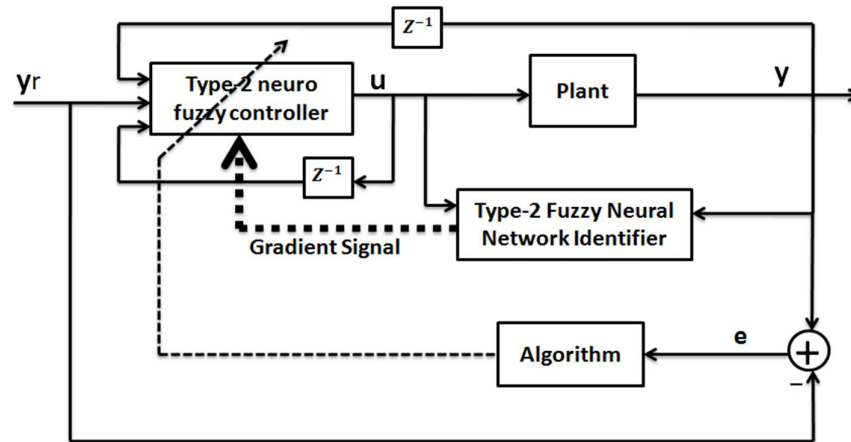 Z⁻¹
yr
Type-2 neuro
fuzzy controller
u
Plant
y
Z⁻¹
Type-2 Fuzzy Neural
Network Identifier
Gradient Signal
Algorithm
e
+
−